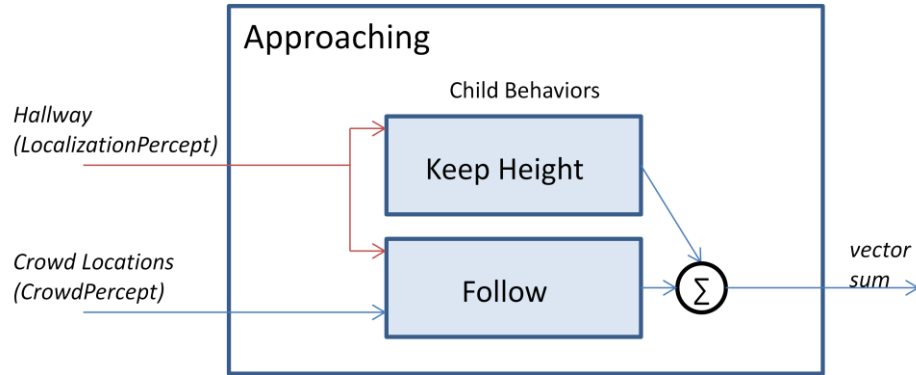 Approaching
Child Behaviors
Hallway
(LocalizationPercept)
Keep Height
Crowd Locations
(CrowdPercept)
Follow
∑
vector
sum